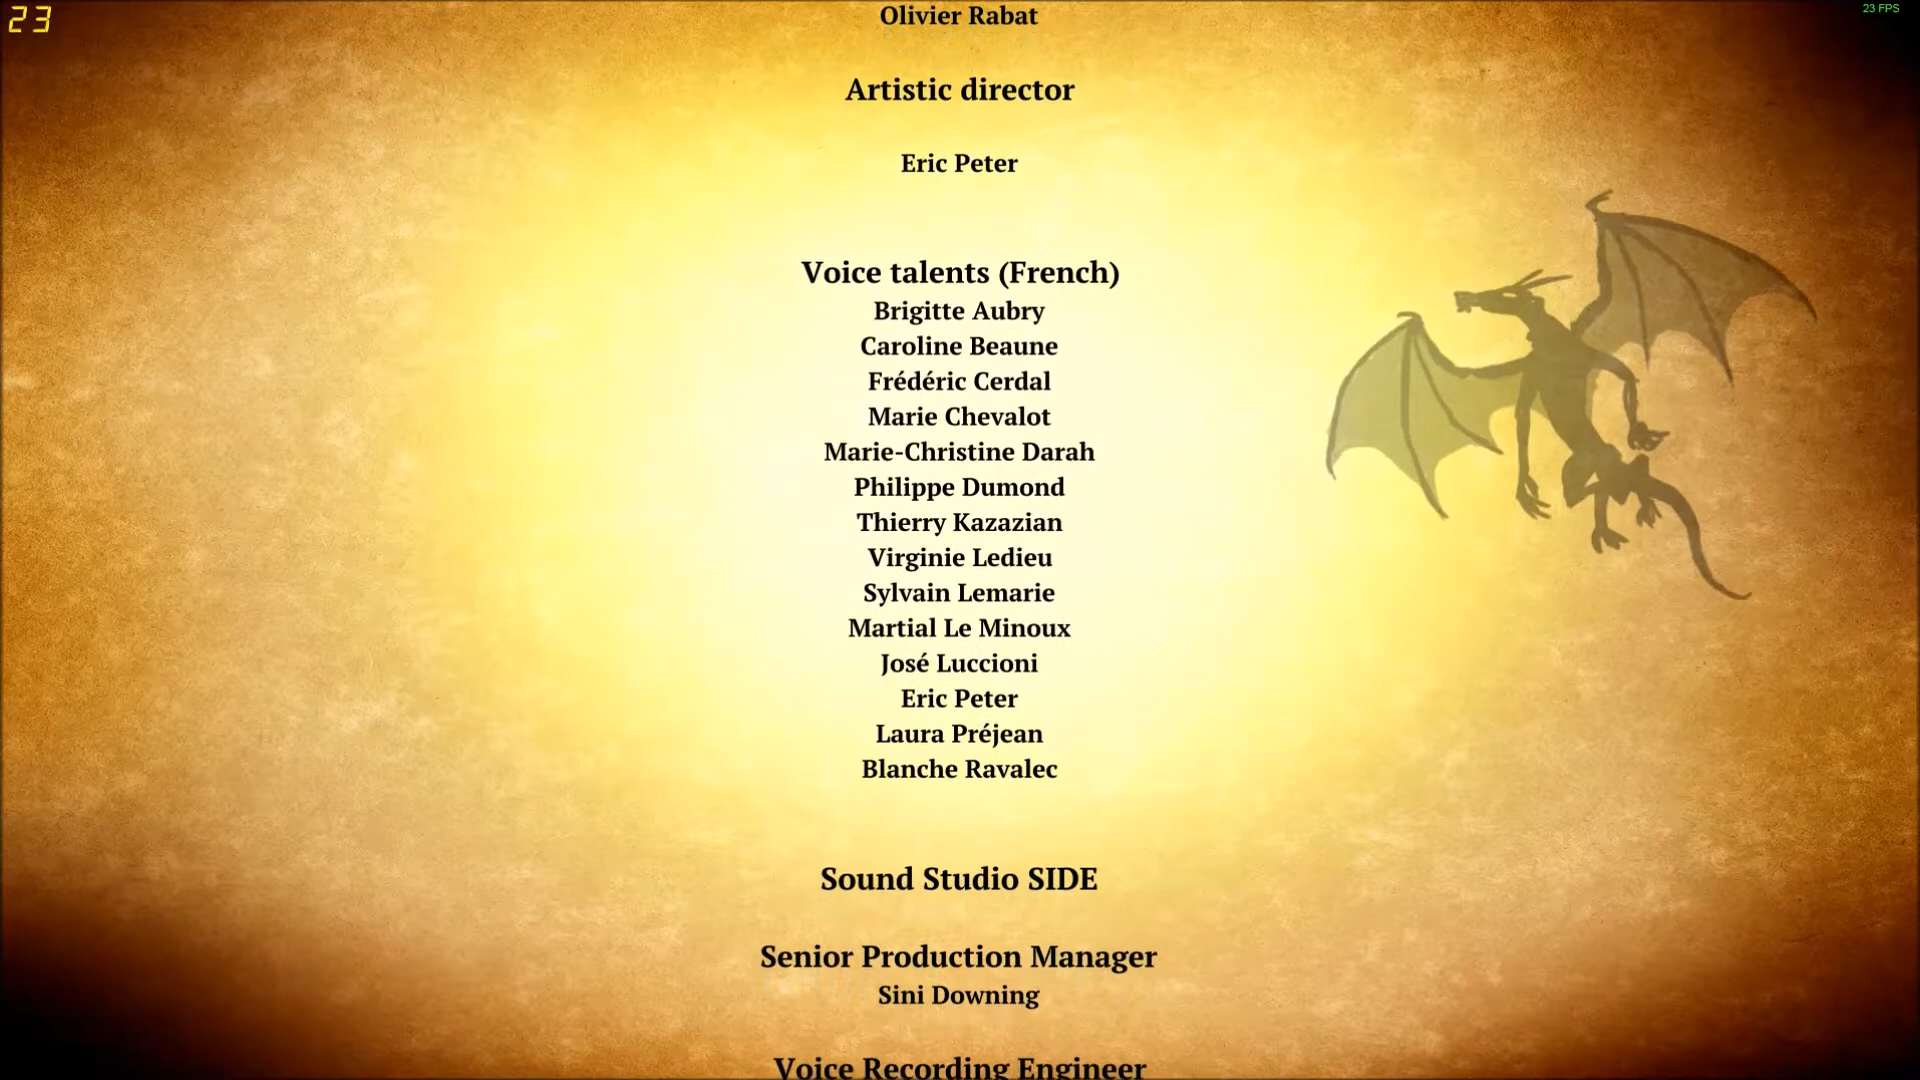 23
23 FPS
Olivier Rabat
Artistic director
Eric Peter
Voice talents (French)
Brigitte Aubry
Caroline Beaune
Frédéric Cerdal
Marie Chevalot
Marie-Christine Darah
Philippe Dumond
Thierry Kazazian
Virginie Ledieu
Sylvain Lemarie
Martial Le Minoux
José Luccioni
Eric Peter
Laura Préjean
Blanche Ravalec
Sound Studio SIDE
Senior Production Manager
Sini Downing
Voice Recording Engineer